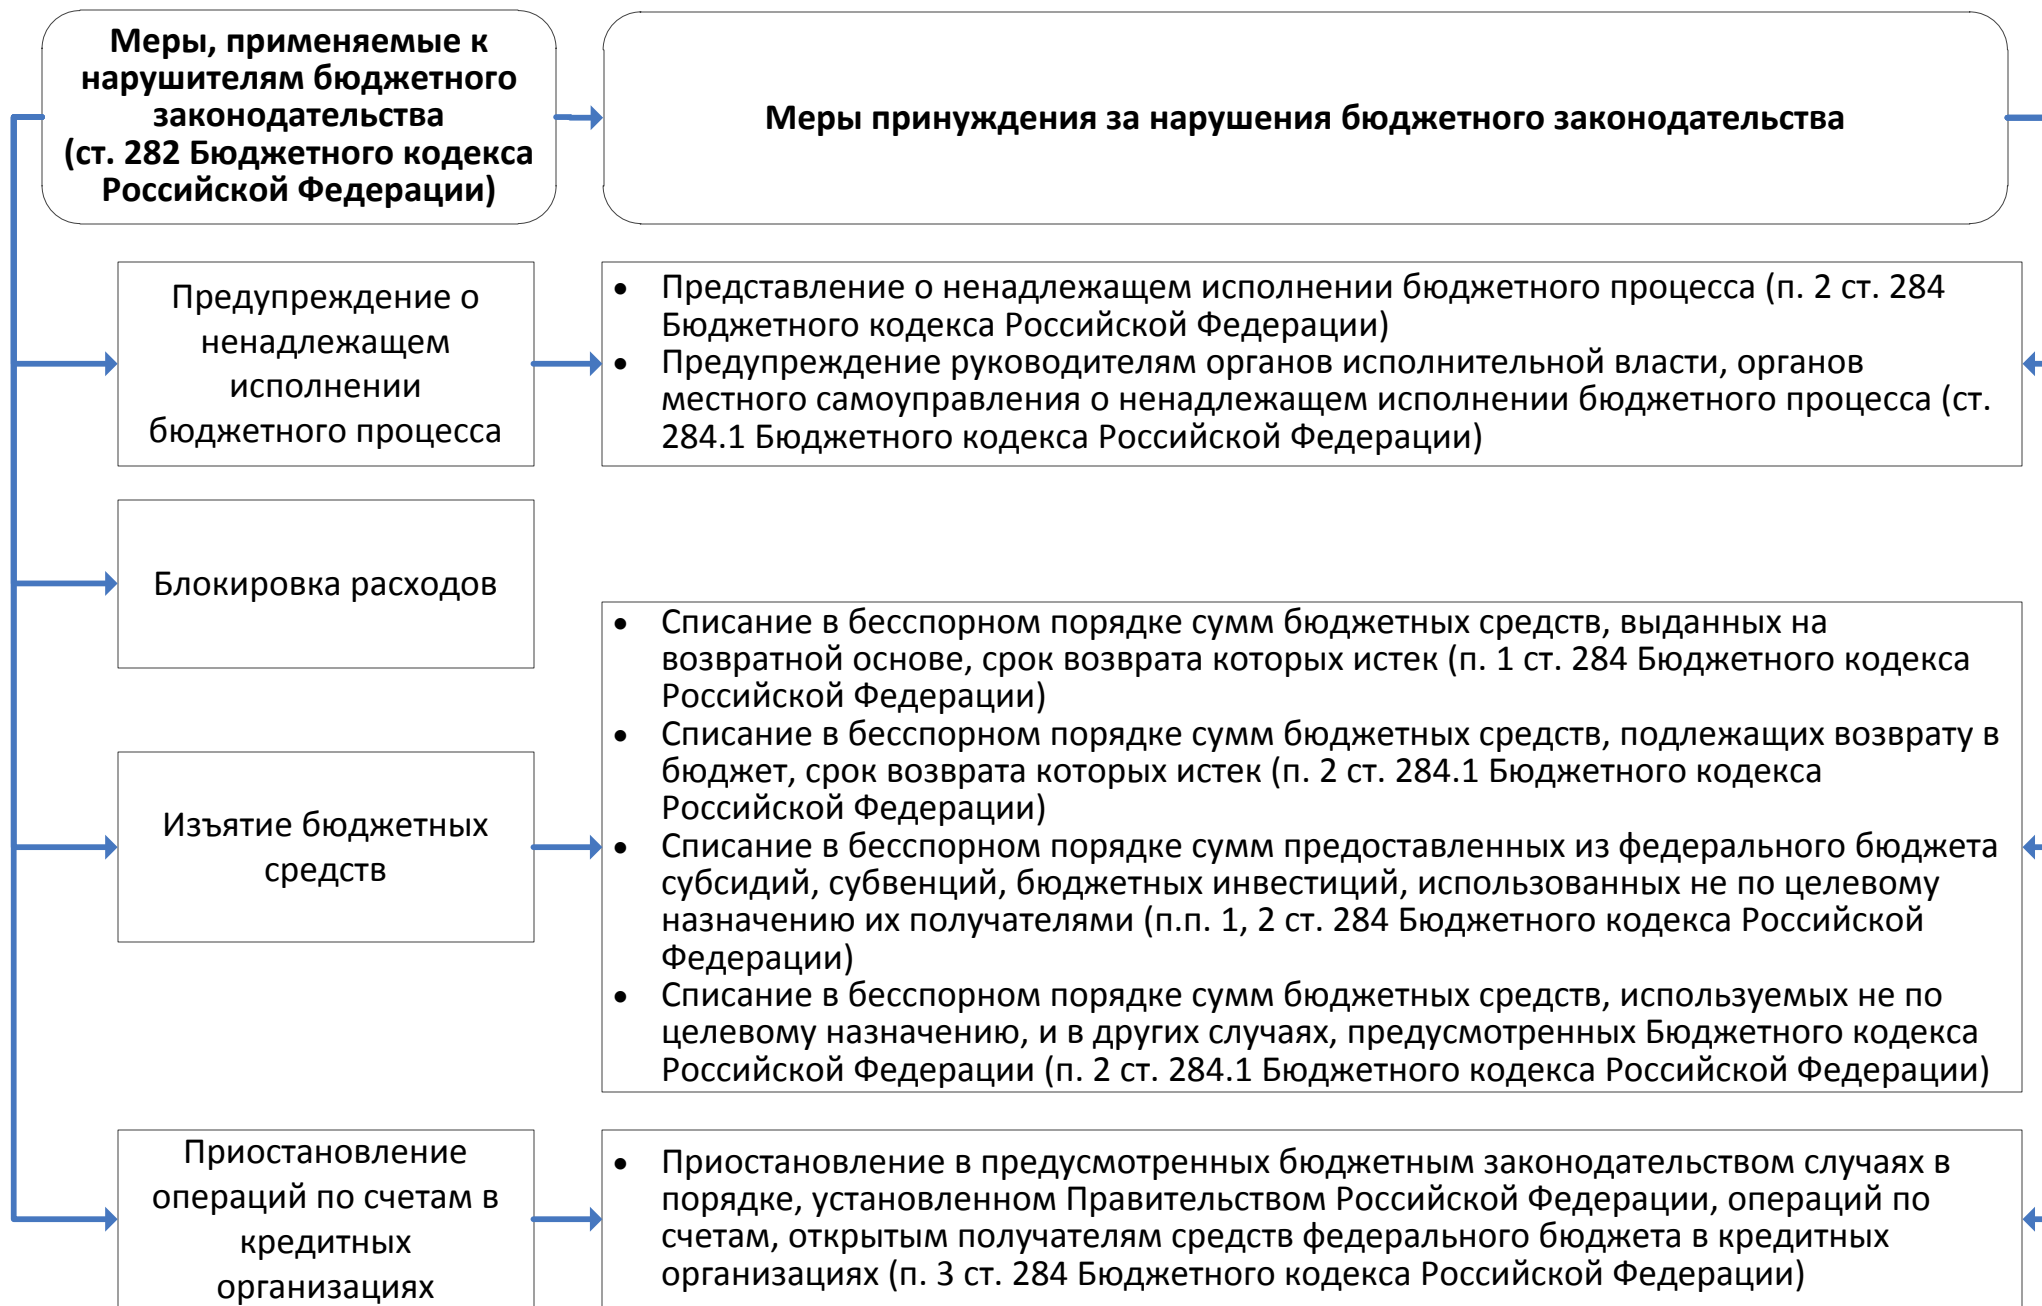 Меры, применяемые к
нарушителям бюджетного
законодательства
(ст. 282 Бюджетного кодекса
Российской Федерации)
Меры принуждения за нарушения бюджетного законодательства
Предупреждение о
ненадлежащем
исполнении
бюджетного процесса
• Представление о ненадлежащем исполнении бюджетного процесса (п. 2 ст. 284
Бюджетного кодекса Российской Федерации)
• Предупреждение руководителям органов исполнительной власти, органов
местного самоуправления о ненадлежащем исполнении бюджетного процесса (ст.
284.1 Бюджетного кодекса Российской Федерации)
Блокировка расходов
Изъятие бюджетных
средств
• Списание в бесспорном порядке сумм бюджетных средств, выданных на
возвратной основе, срок возврата которых истек (п. 1 ст. 284 Бюджетного кодекса
Российской Федерации)
• Списание в бесспорном порядке сумм бюджетных средств, подлежащих возврату в
бюджет, срок возврата которых истек (п. 2 ст. 284.1 Бюджетного кодекса
Российской Федерации)
• Списание в бесспорном порядке сумм предоставленных из федерального бюджета
субсидий, субвенций, бюджетных инвестиций, использованных не по целевому
назначению их получателями (п.п. 1, 2 ст. 284 Бюджетного кодекса Российской
Федерации)
• Списание в бесспорном порядке сумм бюджетных средств, используемых не по
целевому назначению, и в других случаях, предусмотренных Бюджетного кодекса
Российской Федерации (п. 2 ст. 284.1 Бюджетного кодекса Российской Федерации)
Приостановление
операций по счетам в
кредитных
организациях
• Приостановление в предусмотренных бюджетным законодательством случаях в
порядке, установленном Правительством Российской Федерации, операций по
счетам, открытым получателям средств федерального бюджета в кредитных
организациях (п. 3 ст. 284 Бюджетного кодекса Российской Федерации)